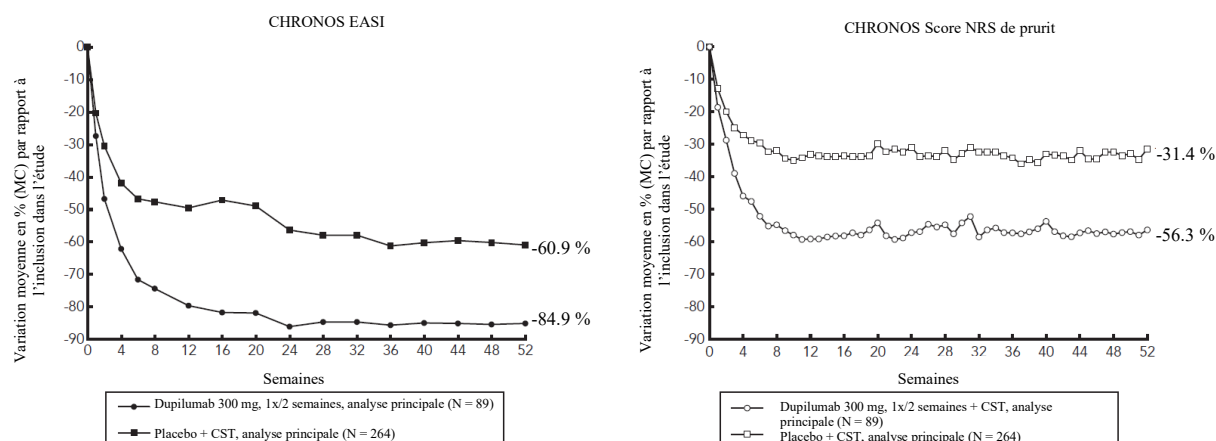 CHRONOS EASI
Variation moyenne en % (MC) par rapport à
l'inclusion dans l'étude
0
-10
-20
-30
-40
-50
-60
-70
-80
-90
-60.9 %
-84.9 %
0 4 8 12 16 20 24 28 32 36 40 44 48 52
Semaines
Dupilumab 300 mg, 1x/2 semaines, analyse principale (N = 89)
Placebo + CST, analyse principale (N = 264)
CHRONOS Score NRS de prurit
Variation moyenne en % (MC) par rapport à
l'inclusion dans l'étude
0
-10
-20
-30
-40
-50
-60
-70
-80
-90
-31.4 %
-56.3 %
0 4 8 12 16 20 24 28 32 36 40 44 48 52
Semaines
Dupilumab 300 mg, 1x/2 semaines + CST, analyse
principale (N = 89)
Placebo + CST, analyse principale (N = 264)